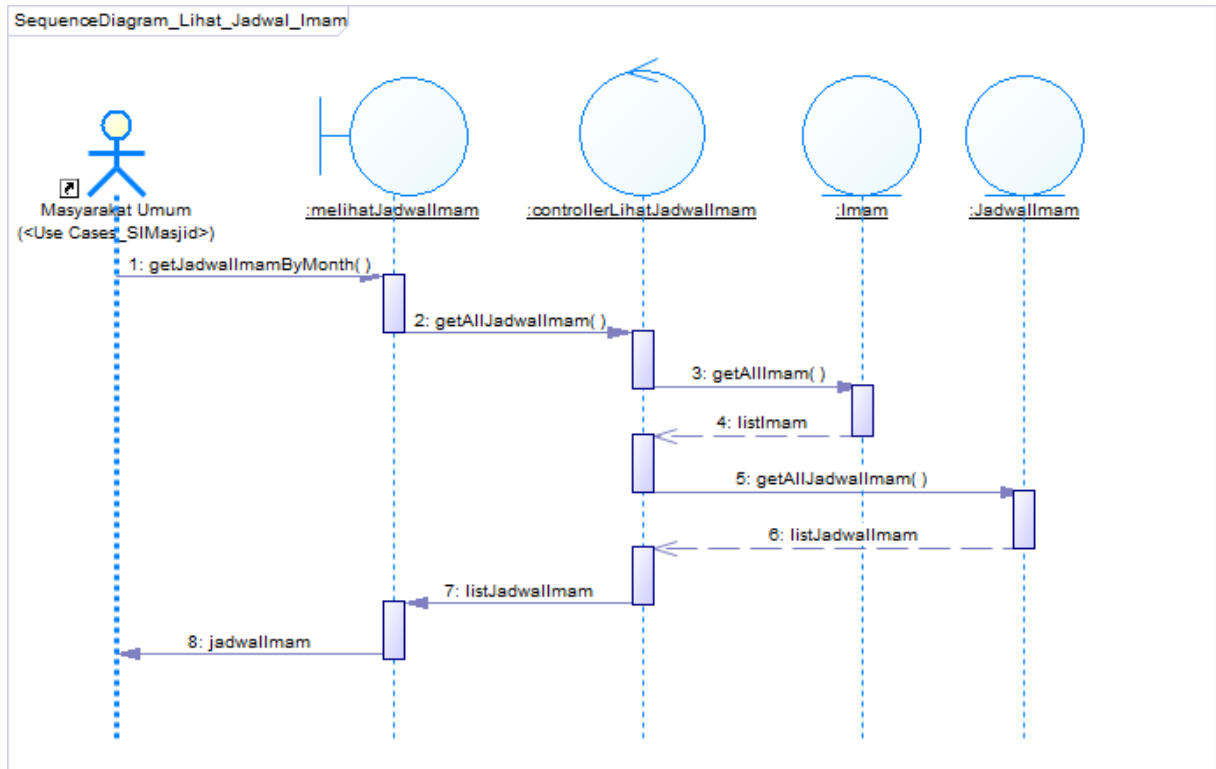 SequenceDiagram_Lihat_Jadwal_Imam
Masyarakat Umum
(<Use Cases_SIMasjid>)
:melihatJadwalImam
:controllerLihatJadwalImam
:Imam
:JadwalImam
1: getJadwalImamByMonth( )
2: getAllJadwalImam( )
3: getAllImam( )
4: listImam
5: getAllJadwalImam( )
6: listJadwalImam
7: listJadwalImam
8: jadwalImam